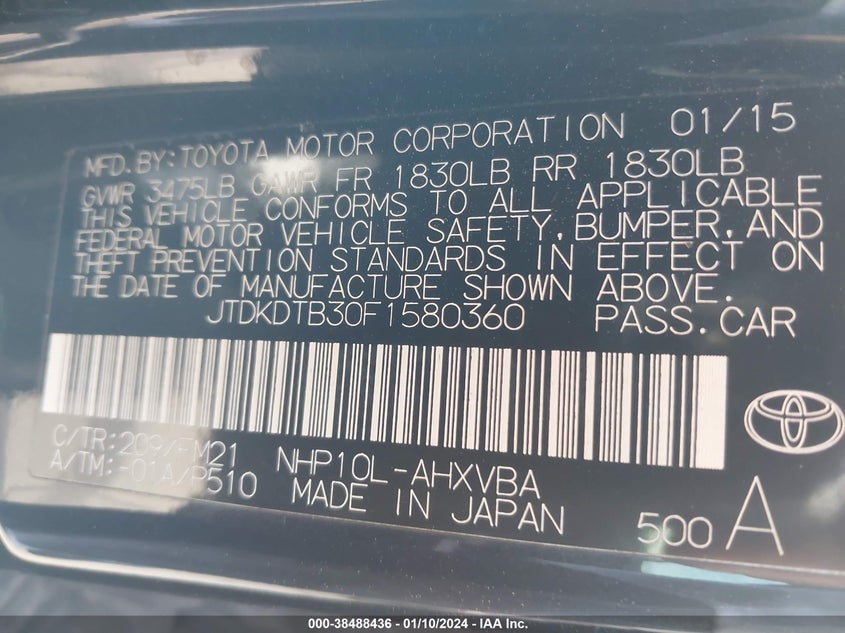 MFD. BY: TOYOTA MOTOR CORPORATION 01/15
GVWR 3475LB GAWR FR 1830LB RR 1830LB
THIS VEHICLE CONFORMS TO ALL APPLICABLE
FEDERAL MOTOR VEHICLE SAFETY, BUMPER, AND
THEFT PREVENTION STANDARDS IN EFFECT ON
THE DATE OF MANUFACTURE SHOWN ABOVE.
JTDKDTB30F1580360 PASS. CAR
C/TR: 209/FM21 NHP10L-AHXVBA
A/TM: -01A/P510 MADE IN JAPAN 500 A
000-38488436 - 01/10/2024 - IAA Inc.